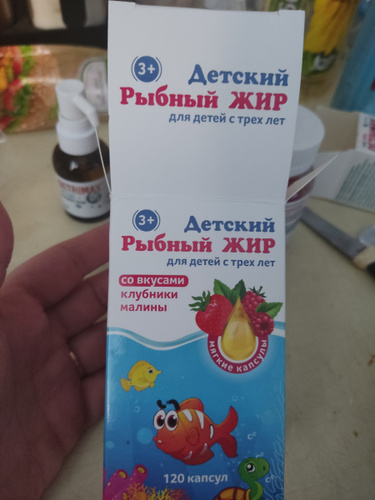 3+
Детский
Рыбный ЖИР
для детей с трех лет
3+
Детский
Рыбный ЖИР
для детей с трех лет
со вкусами
клубники
малины
мягкие капсулы
120 капсул